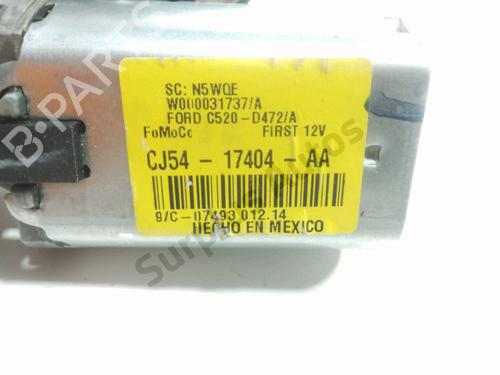 SC: N5WQE
W000031737/A
FORD C520-D472/A
FoMoCo FIRST 12V
CJ54 - 17404 - AA
9/C-07493 012.14
HECHO EN MEXICO
B-PARTS
Surplus Autos